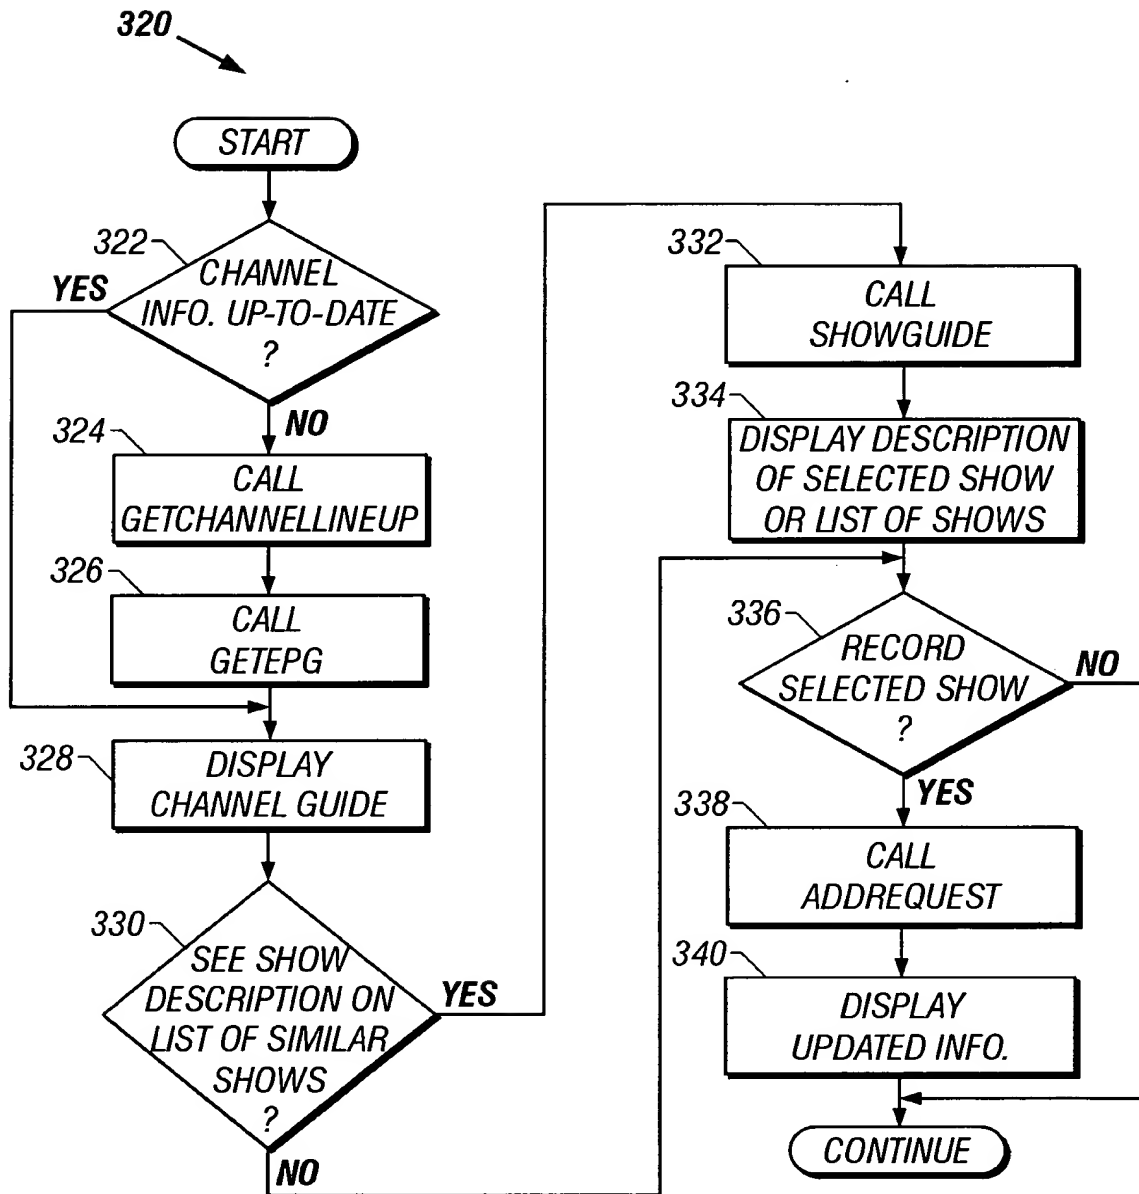 320
START
322
YES
CHANNEL
INFO. UP-TO-DATE
?
NO
324
CALL
GETCHANNELLINEUP
326
CALL
GETEPG
328
DISPLAY
CHANNEL GUIDE
330
SEE SHOW
DESCRIPTION ON
LIST OF SIMILAR
SHOWS
?
YES
NO
332
CALL
SHOWGUIDE
334
DISPLAY DESCRIPTION
OF SELECTED SHOW
OR LIST OF SHOWS
336
RECORD
SELECTED SHOW
?
NO
YES
338
CALL
ADDREQUEST
340
DISPLAY
UPDATED INFO.
CONTINUE